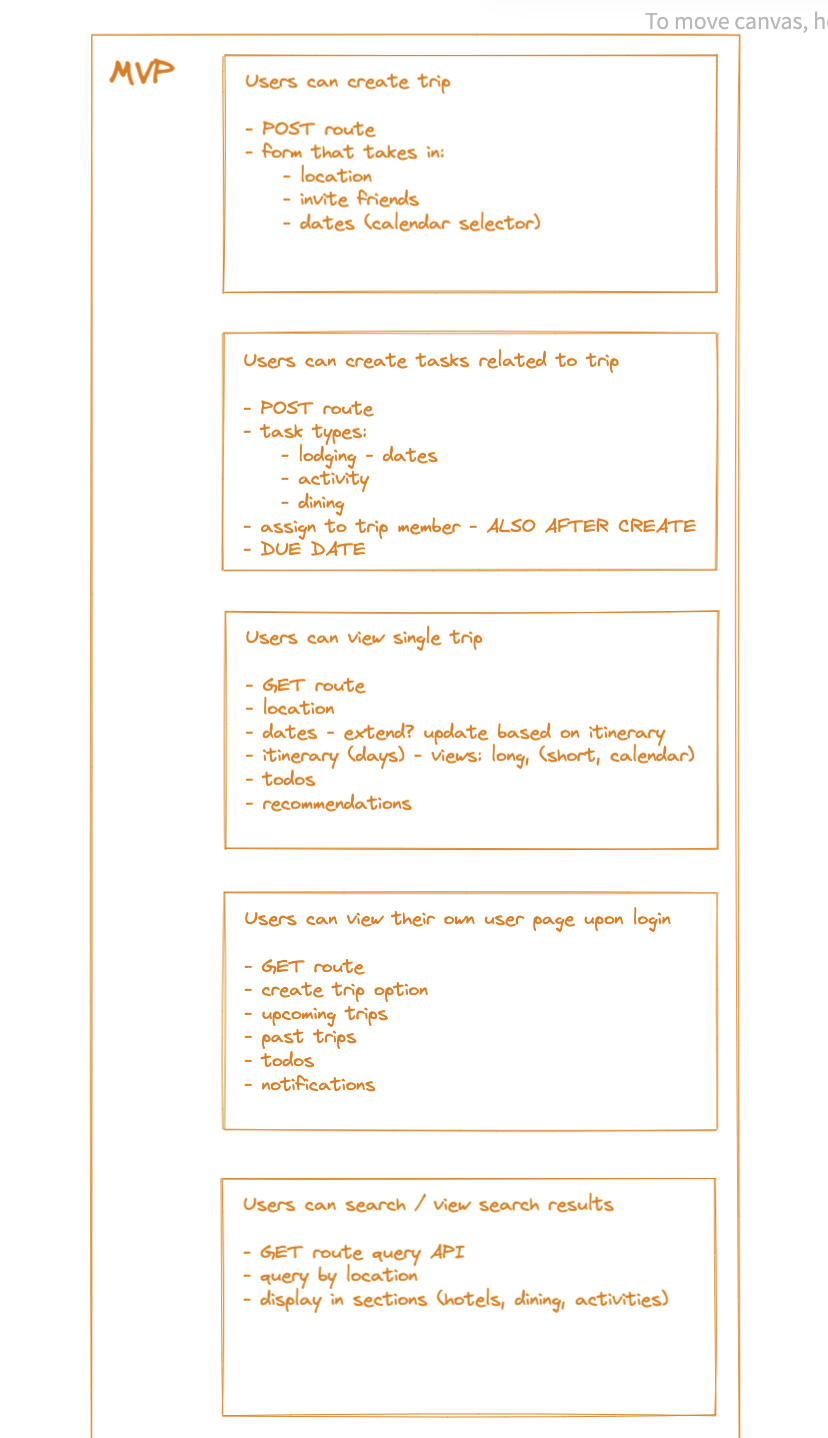 To move canvas, h
MVP
Users can create trip
- POST route
- form that takes in:
- location
- invite friends
- dates (calendar selector)
Users can create tasks related to trip
- POST route
- task types:
- lodging - dates
- activity
- dining
- assign to trip member - ALSO AFTER CREATE
- DUE DATE
Users can view single trip
- GET route
- location
- dates - extend? update based on itinerary
- itinerary (days) - views: long, (short, calendar)
- todos
- recommendations
Users can view their own user page upon login
- GET route
- create trip option
- upcoming trips
- past trips
- todos
- notifications
Users can search / view search results
- GET route query API
- query by location
- display in sections (hotels, dining, activities)